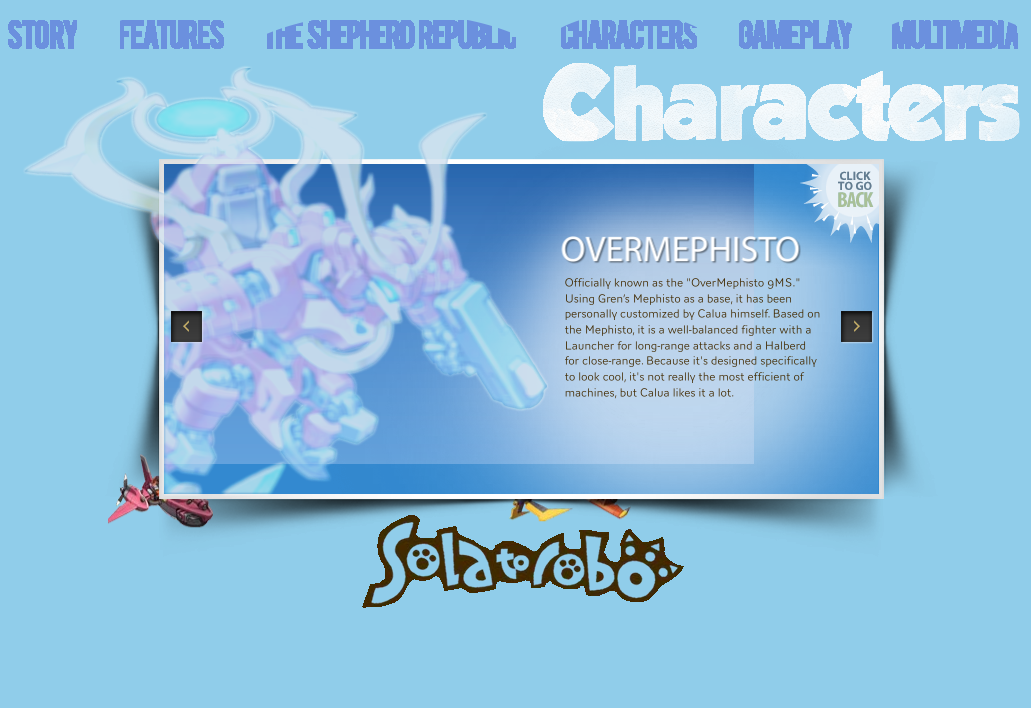 STORY FEATURES THE SHEPHERD REPUBLIC CHARACTERS GAMEPLAY MULTIMEDIA
Characters
CLICK
TO GO
BACK
OVERMEPHISTO
Officially known as the "OverMephisto 9MS."
Using Gren's Mephisto as a base, it has been
personally customized by Calua himself. Based on
the Mephisto, it is a well-balanced fighter with a
Launcher for long-range attacks and a Halberd
for close-range. Because it's designed specifically
to look cool, it's not really the most efficient of
machines, but Calua likes it a lot.
Solatorobo